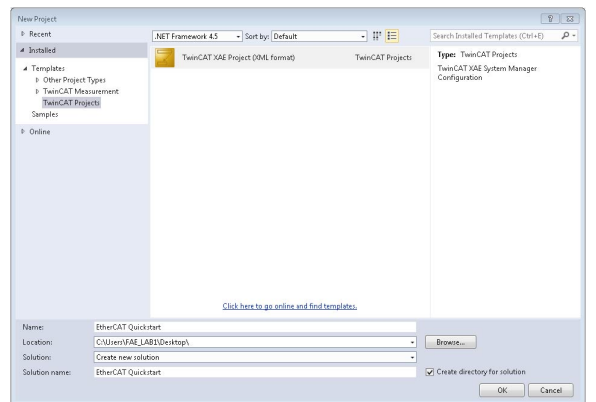 New Project
Recent
.NET Framework 4.5 Sort by: Default
Search Installed Templates (Ctrl+E)
Installed
Templates
Other Project Types
TwinCAT Measurement
TwinCAT Projects
Samples
Online
TwinCAT XAE Project (XML format) TwinCAT Projects
Type: TwinCAT Projects
TwinCAT XAE System Manager
Configuration
Click here to go online and find templates.
Name: EtherCAT Quickstart
Location: C:\Users\FAE_LAB1\Desktop\ Browse...
Solution: Create new solution
Solution name: EtherCAT Quickstart Create directory for solution
OK Cancel